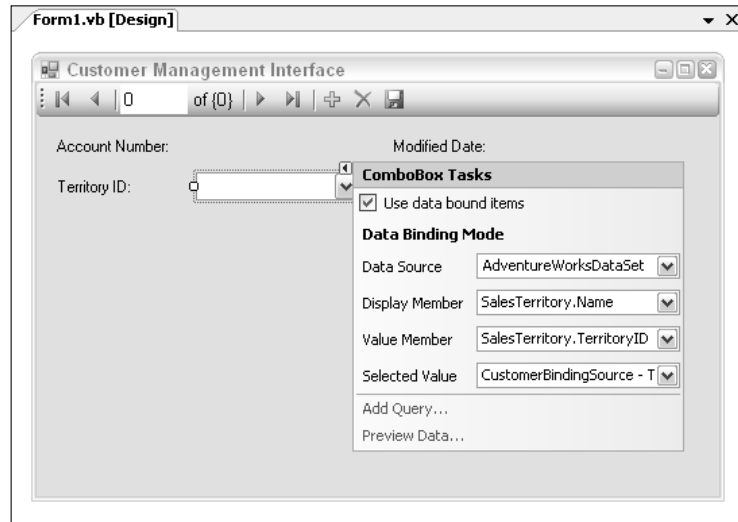 Form1.vb [Design]
Customer Management Interface
0 of {0}
Account Number:
Modified Date:
Territory ID:
ComboBox Tasks
Use data bound items
Data Binding Mode
Data Source AdventureWorksDataSet
Display Member SalesTerritory.Name
Value Member SalesTerritory.TerritoryID
Selected Value CustomerBindingSource - T
Add Query...
Preview Data...